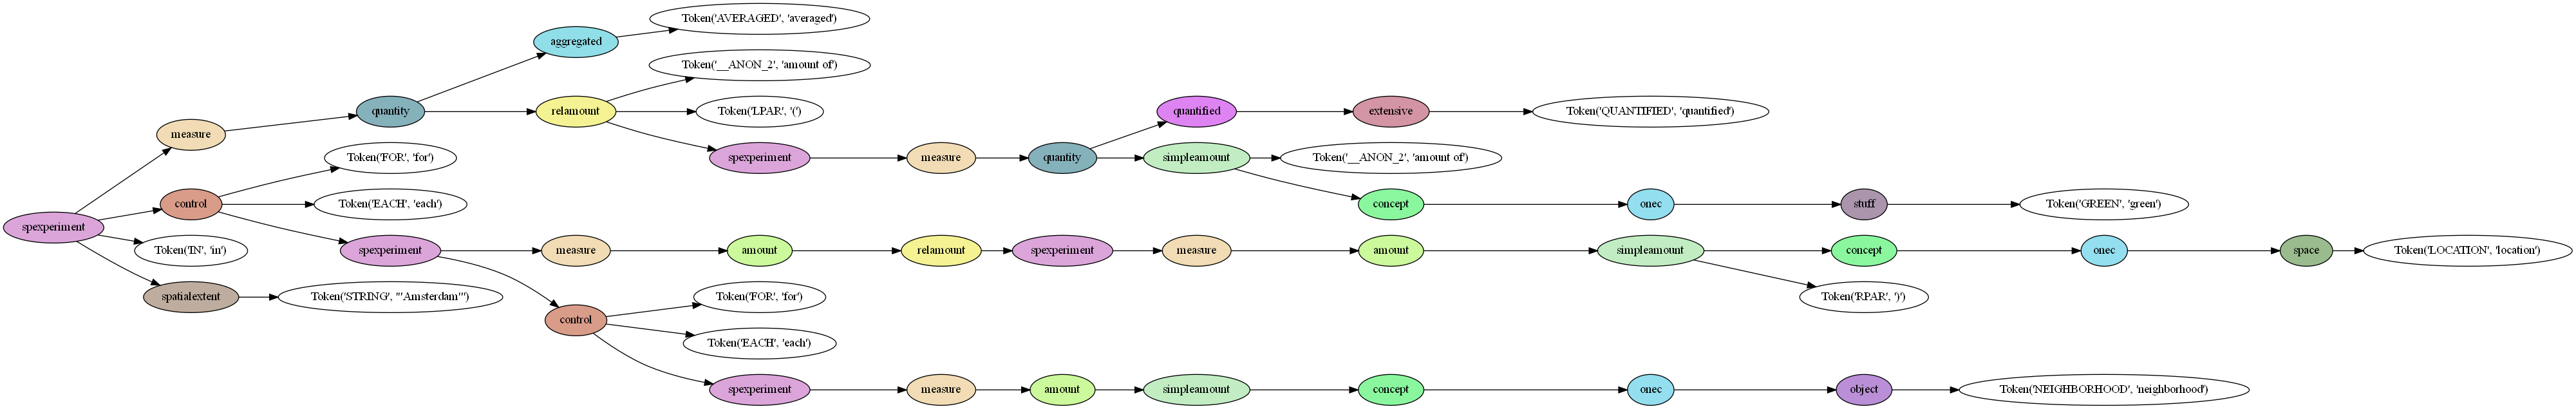 Token('AVERAGED', 'averaged')
aggregated
Token('__ANON_2', 'amount of')
quantity
relamount
Token('LPAR', '(')
quantified
extensive
Token('QUANTIFIED', 'quantified')
measure
Token('FOR', 'for')
spexperiment
measure
quantity
simpleamount
Token('__ANON_2', 'amount of')
control
Token('EACH', 'each')
concept
onec
stuff
Token('GREEN', 'green')
spexperiment
Token('IN', 'in')
spexperiment
measure
amount
relamount
spexperiment
measure
amount
simpleamount
concept
onec
space
Token('LOCATION', 'location')
spatialextent
Token('STRING', "'Amsterdam'")
Token('FOR', 'for')
Token('RPAR', ')')
control
Token('EACH', 'each')
spexperiment
measure
amount
simpleamount
concept
onec
object
Token('NEIGHBORHOOD', 'neighborhood')